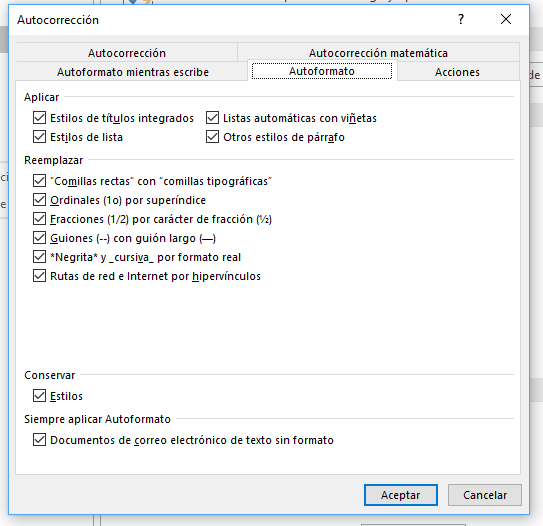 Autocorrección
Autocorrección Autocorrección matemática
Autoformato mientras escribe Autoformato Acciones
Aplicar
Estilos de títulos integrados Listas automáticas con viñetas
Estilos de lista Otros estilos de párrafo
Reemplazar
"Comillas rectas" con “comillas tipográficas”
Ordinales (1o) por superíndice
Fracciones (1/2) por carácter de fracción (½)
Guiones (--) con guión largo (—)
*Negrita* y _cursiva_ por formato real
Rutas de red e Internet por hipervínculos
Conservar
Estilos
Siempre aplicar Autoformato
Documentos de correo electrónico de texto sin formato
Aceptar Cancelar